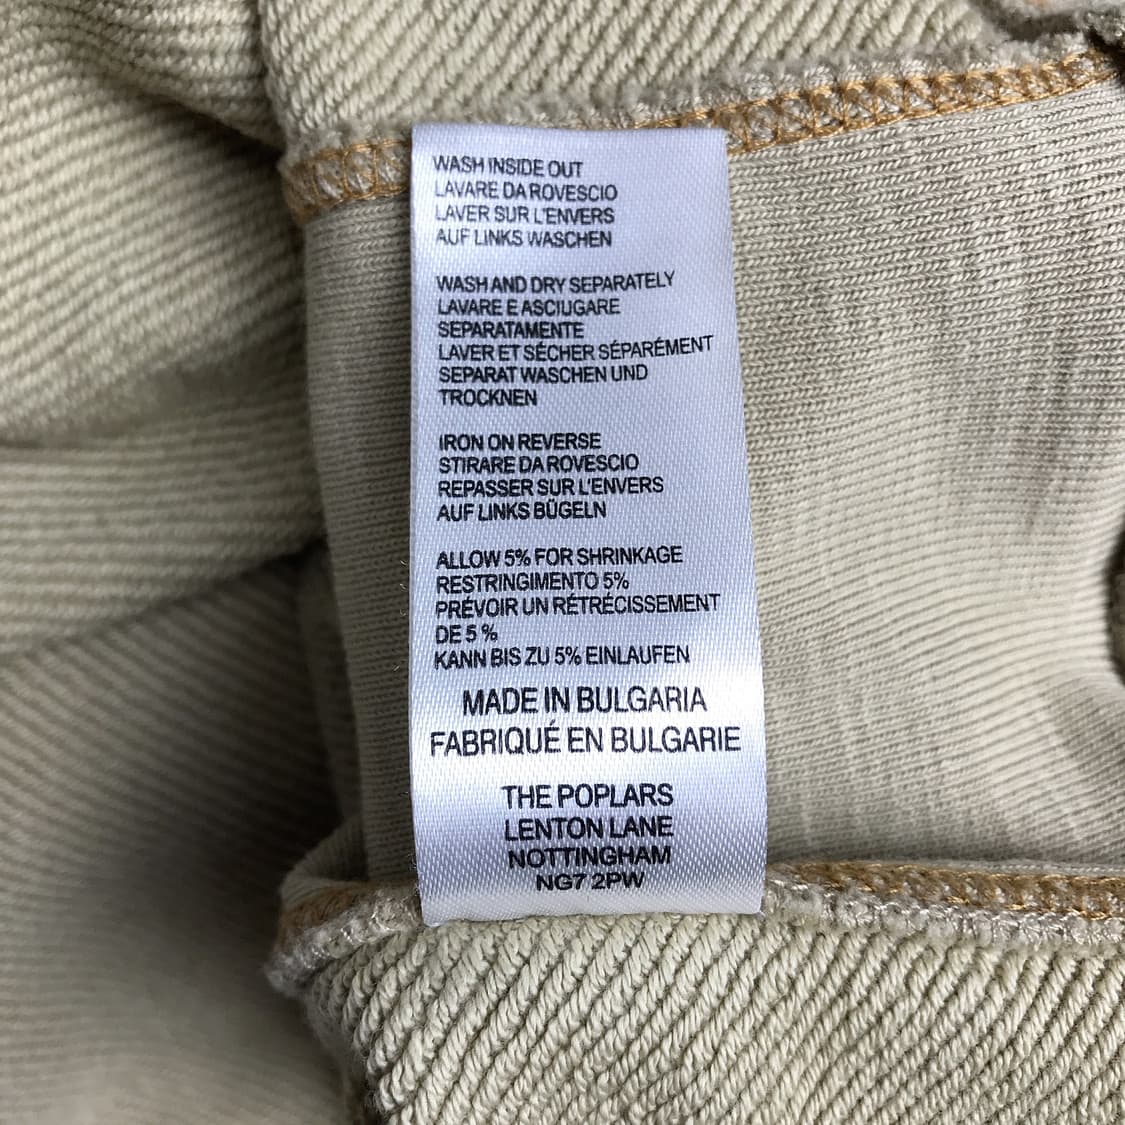 WASH INSIDE OUT
LAVARE DA ROVESCIO
LAVER SUR L'ENVERS
AUF LINKS WASCHEN
WASH AND DRY SEPARATELY
LAVARE E ASCIUGARE
SEPARATAMENTE
LAVER ET SÉCHER SÉPARÉMENT
SEPARAT WASCHEN UND
TROCKNEN
IRON ON REVERSE
STIRARE DA ROVESCIO
REPASSER SUR L'ENVERS
AUF LINKS BÜGELN
ALLOW 5% FOR SHRINKAGE
RESTRINGIMENTO 5%
PRÉVOIR UN RÉTRÉCISSEMENT
DE 5 %
KANN BIS ZU 5% EINLAUFEN
MADE IN BULGARIA
FABRIQUÉ EN BULGARIE
THE POPLARS
LENTON LANE
NOTTINGHAM
NG7 2PW